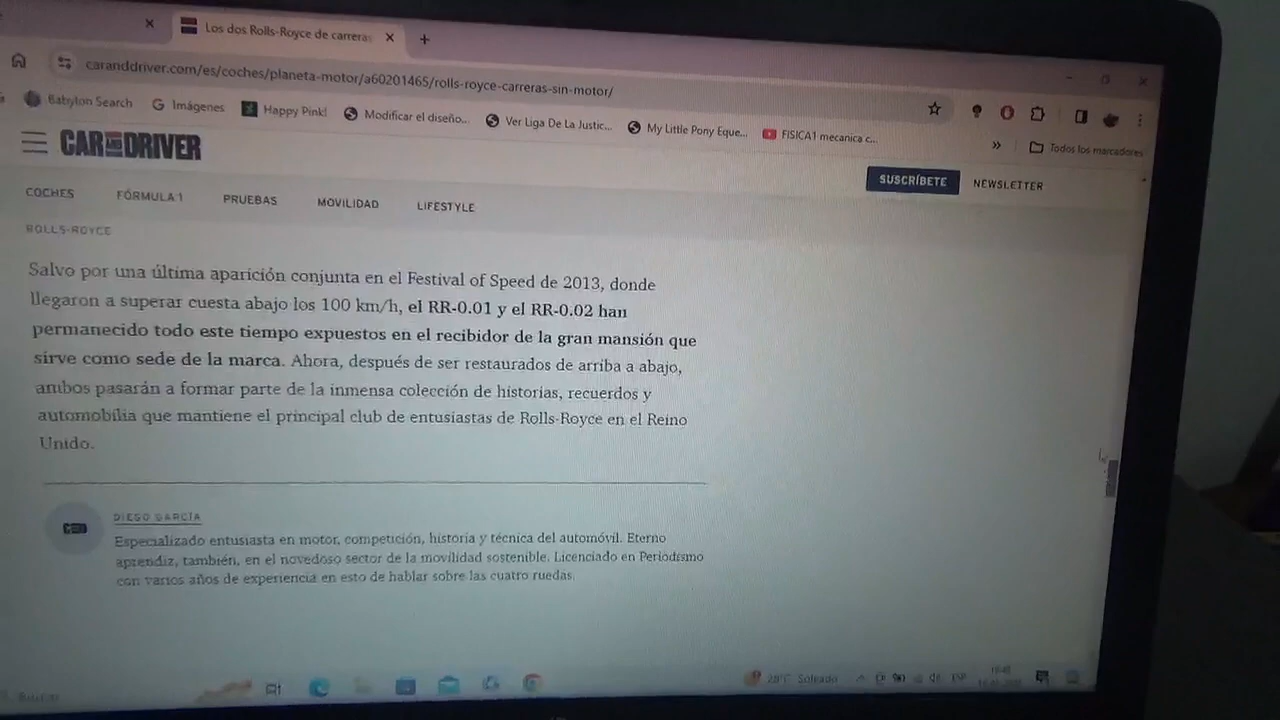 Los dos Rolls-Royce de carreras
caranddriver.com/es/coches/planeta-motor/a60201465/rolls-royce-carreras-sin-motor/
Babylon Search
Imágenes
Happy Pink!
Modificar el diseño...
Ver Liga De La Justic...
My Little Pony Eque...
FISICA1 mecanica c...
Todos los marcadores
CAR AND DRIVER
SUSCRÍBETE
NEWSLETTER
COCHES
FÓRMULA 1
PRUEBAS
MOVILIDAD
LIFESTYLE
ROLLS-ROYCE
Salvo por una última aparición conjunta en el Festival of Speed de 2013, donde
llegaron a superar cuesta abajo los 100 km/h, el RR-0.01 y el RR-0.02 han
permanecido todo este tiempo expuestos en el recibidor de la gran mansión que
sirve como sede de la marca. Ahora, después de ser restaurados de arriba a abajo,
ambos pasarán a formar parte de la inmensa colección de historias, recuerdos y
automobilia que mantiene el principal club de entusiastas de Rolls-Royce en el Reino
Unido.
DIEGO GARCÍA
Especializado entusiasta en motor, competición, historia y técnica del automóvil. Eterno
aprendiz, también, en el novedoso sector de la movilidad sostenible. Licenciado en Periodismo
con varios años de experiencia en esto de hablar sobre las cuatro ruedas.
Buscar
28°C Soleado
ESP